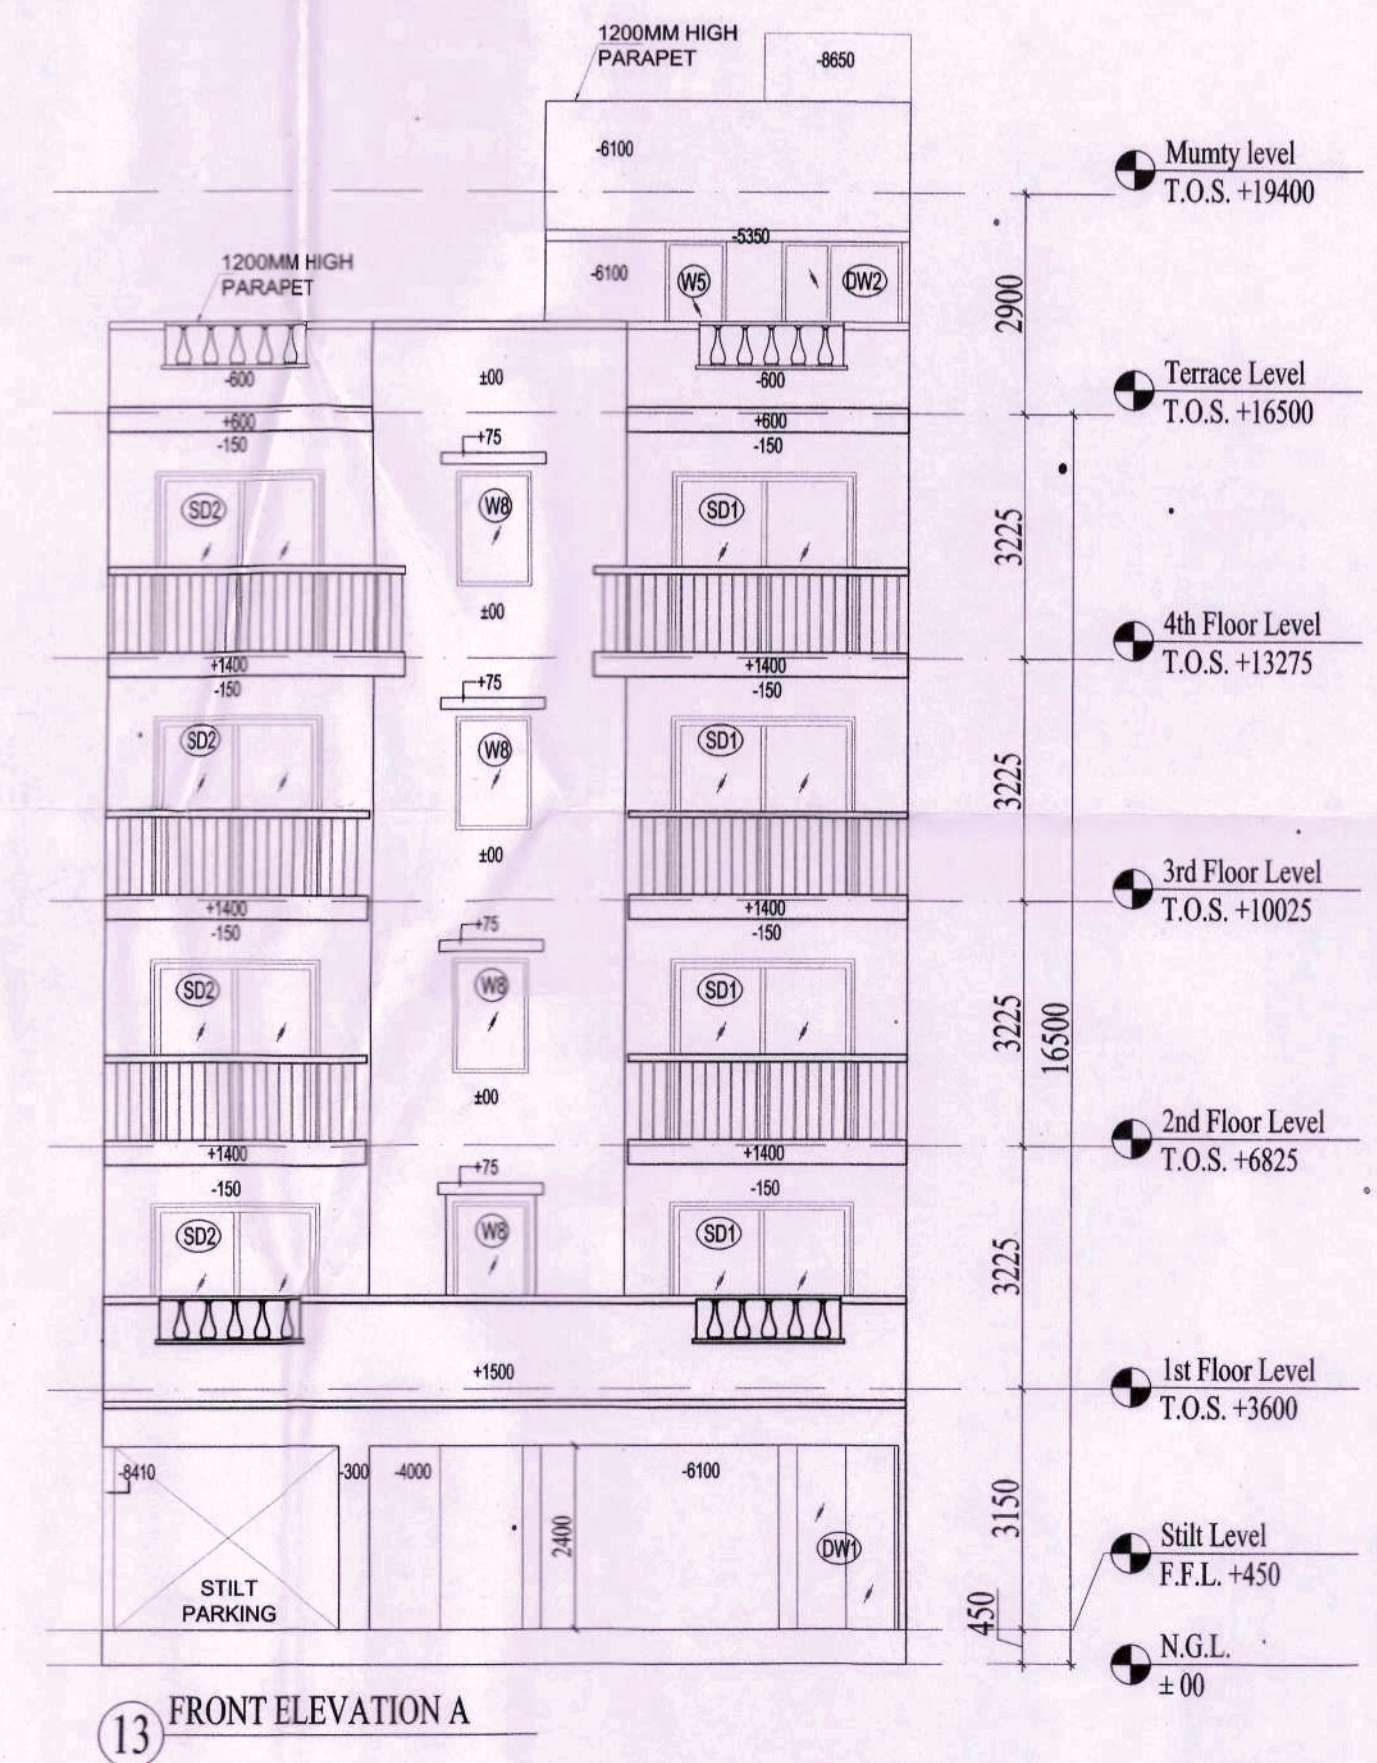 1200MM HIGH
PARAPET
-8650
-6100
Mumty level
T.O.S. +19400
-5350
1200MM HIGH
PARAPET
-6100
W5
DW2
2900
-600
±00
-600
Terrace Level
T.O.S. +16500
+600
+600
-150
+75
-150
SD2
W8
SD1
3225
±00
4th Floor Level
T.O.S. +13275
+1400
+1400
-150
+75
-150
SD2
W8
SD1
3225
±00
3rd Floor Level
T.O.S. +10025
+1400
+1400
-150
+75
-150
SD2
W8
SD1
3225
16500
±00
2nd Floor Level
T.O.S. +6825
+1400
+1400
-150
+75
-150
SD2
W8
SD1
3225
+1500
1st Floor Level
T.O.S. +3600
-8410
-300
-4000
-6100
3150
2400
DW1
Stilt Level
F.F.L. +450
STILT
PARKING
450
N.G.L.
± 00
13 FRONT ELEVATION A